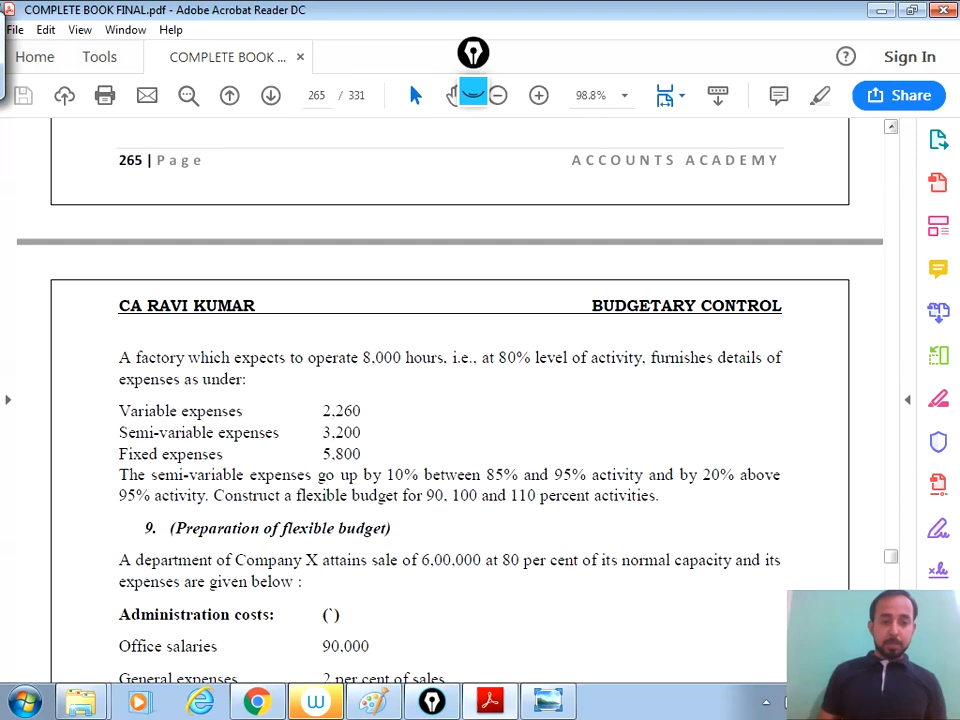 COMPLETE BOOK FINAL.pdf - Adobe Acrobat Reader DC
File Edit View Window Help
Home Tools COMPLETE BOOK ... × Sign In
265 / 331 98.8% Share
265 | Page ACCOUNTS ACADEMY
CA RAVI KUMAR BUDGETARY CONTROL
A factory which expects to operate 8,000 hours, i.e., at 80% level of activity, furnishes details of
expenses as under:
Variable expenses 2,260
Semi-variable expenses 3,200
Fixed expenses 5,800
The semi-variable expenses go up by 10% between 85% and 95% activity and by 20% above
95% activity. Construct a flexible budget for 90, 100 and 110 percent activities.
9. (Preparation of flexible budget)
A department of Company X attains sale of 6,00,000 at 80 per cent of its normal capacity and its
expenses are given below :
Administration costs: (`)
Office salaries 90,000
General expenses 2 per cent of sales